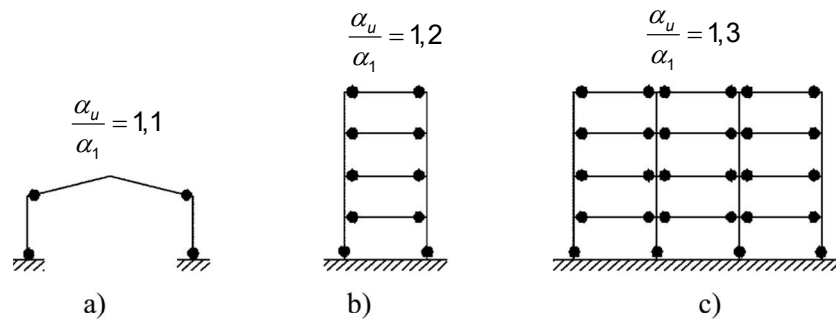 αu/α1 = 1,1
αu/α1 = 1,2
αu/α1 = 1,3
a)
b)
c)